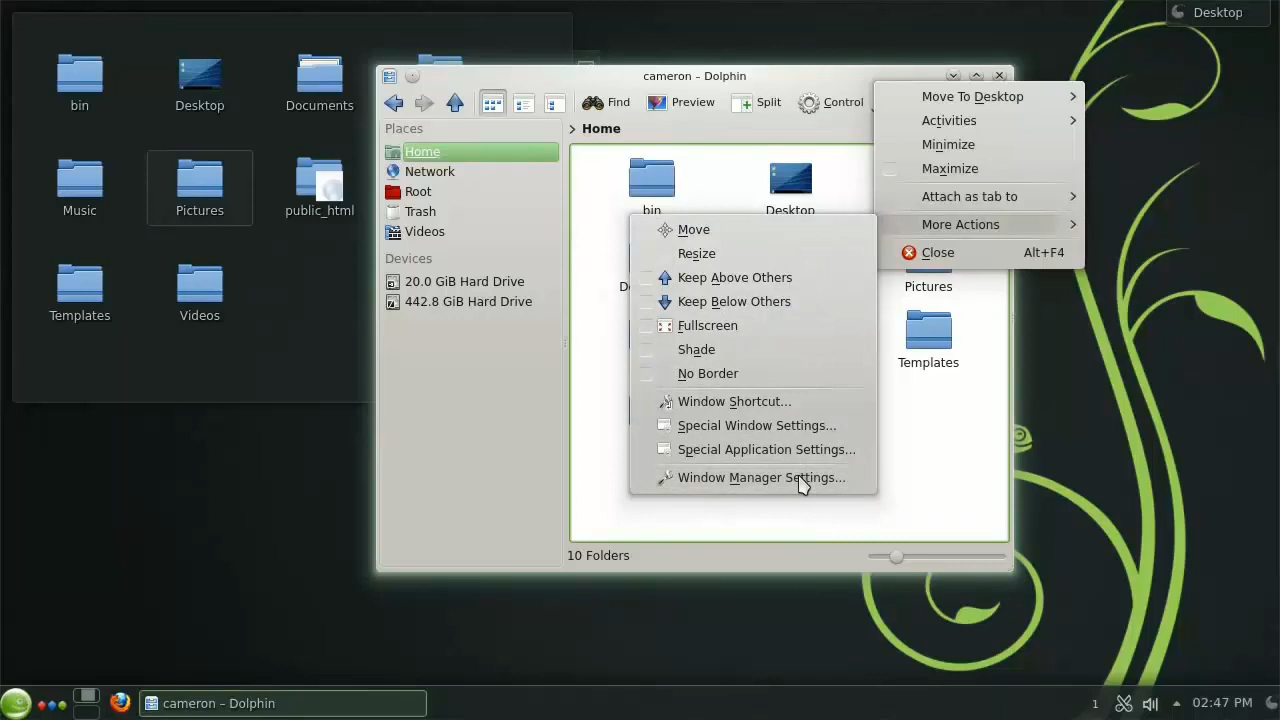 Desktop
bin
Desktop
Documents
Music
Pictures
public_html
Templates
Videos
cameron – Dolphin
Find
Preview
Split
Control
Places
Home
Network
Root
Trash
Videos
Devices
20.0 GiB Hard Drive
442.8 GiB Hard Drive
Home
bin
Desktop
Pictures
Templates
10 Folders
Move To Desktop
Activities
Minimize
Maximize
Attach as tab to
More Actions
Close Alt+F4
Move
Resize
Keep Above Others
Keep Below Others
Fullscreen
Shade
No Border
Window Shortcut...
Special Window Settings...
Special Application Settings...
Window Manager Settings...
cameron – Dolphin
1
02:47 PM